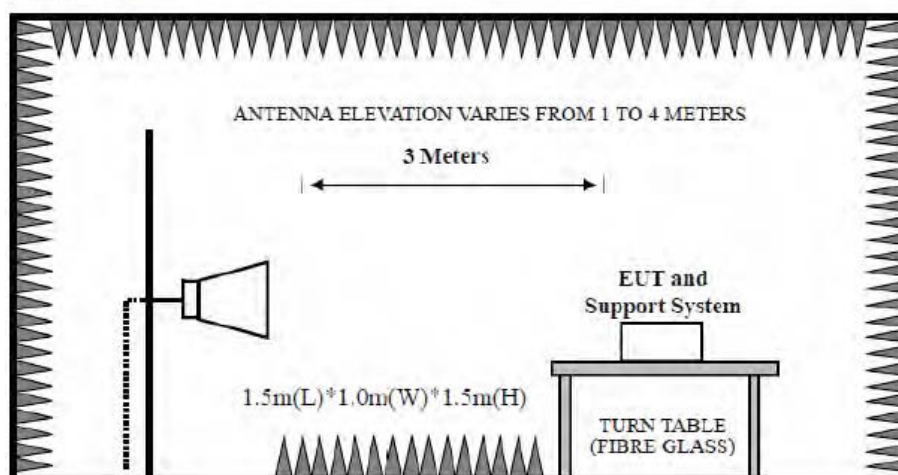 ANTENNA ELEVATION VARIES FROM 1 TO 4 METERS
3 Meters
EUT and
Support System
1.5m(L)*1.0m(W)*1.5m(H)
TURN TABLE
(FIBRE GLASS)